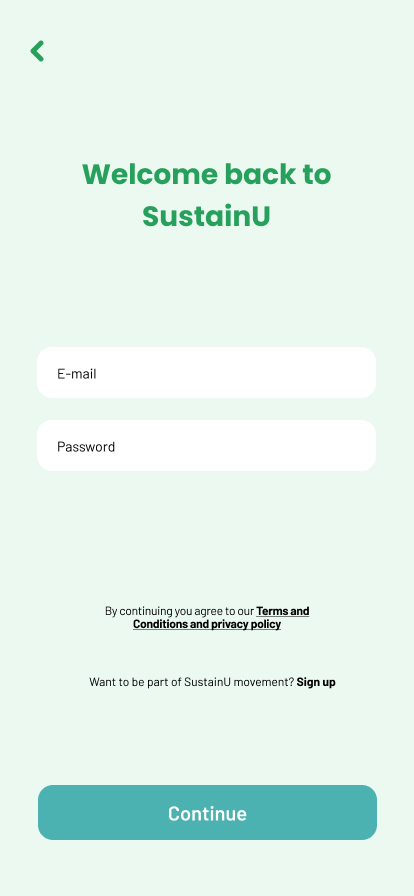 Welcome back to
SustainU
E-mail
Password
By continuing you agree to our Terms and
Conditions and privacy policy
Want to be part of SustainU movement? Sign up
Continue